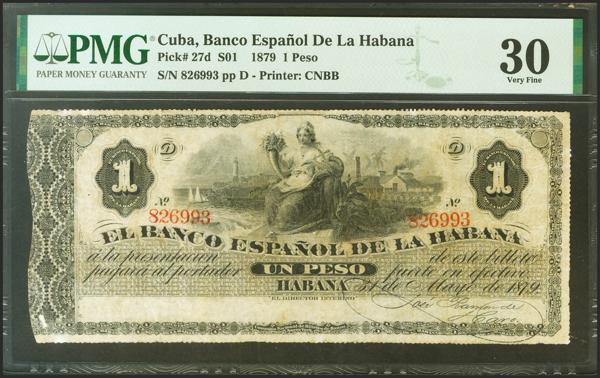 PMG
PAPER MONEY GUARANTY
Cuba, Banco Español De La Habana
Pick# 27d S01 1879 1 Peso
S/N 826993 pp D - Printer: CNBB
30
Very Fine
D D
1 1
Nº Nº
826993 826993
EL BANCO ESPAÑOL DE LA HABANA
á la presentacion de este billete
pagará al portador UN PESO fuerte en efectivo
HABANA 31 de Mayo de 1879
EL DIRECTOR INTERINO